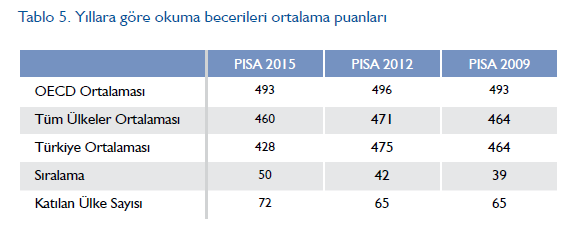 Tablo 5. Yıllara göre okuma becerileri ortalama puanları
PISA 2015 PISA 2012 PISA 2009
OECD Ortalaması 493 496 493
Tüm Ülkeler Ortalaması 460 471 464
Türkiye Ortalaması 428 475 464
Sıralama 50 42 39
Katılan Ülke Sayısı 72 65 65